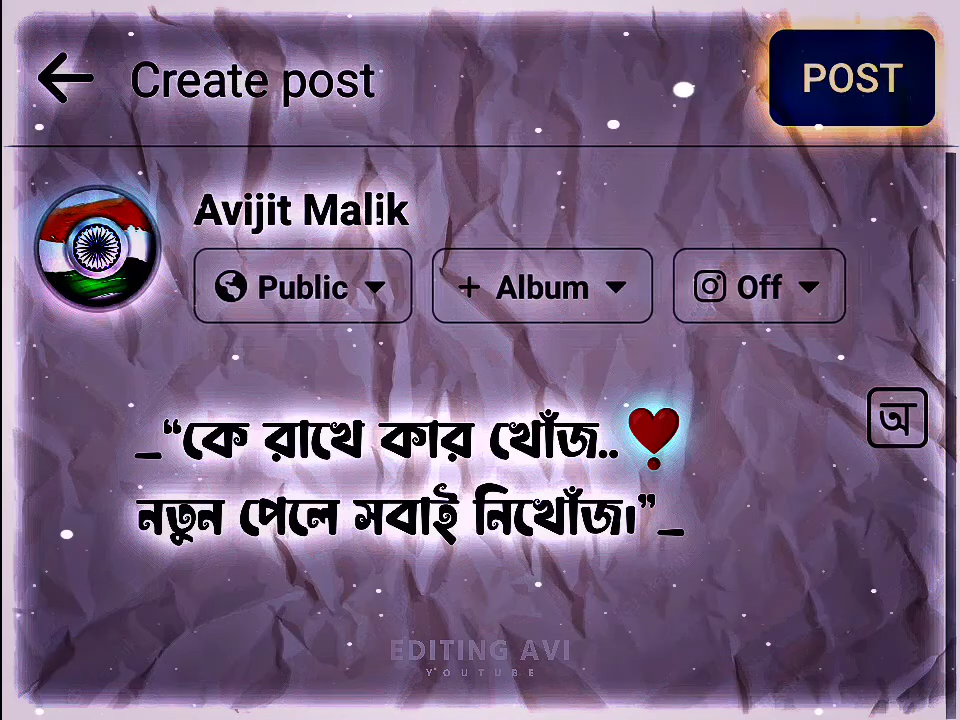 Create post
POST
Avijit Malik
Public
+ Album
Off
অ
_“কে রাখে কার খোঁজ..❣️
নতুন পেলে সবাই নিখোঁজ।”_
EDITING AVI
YOUTUBE